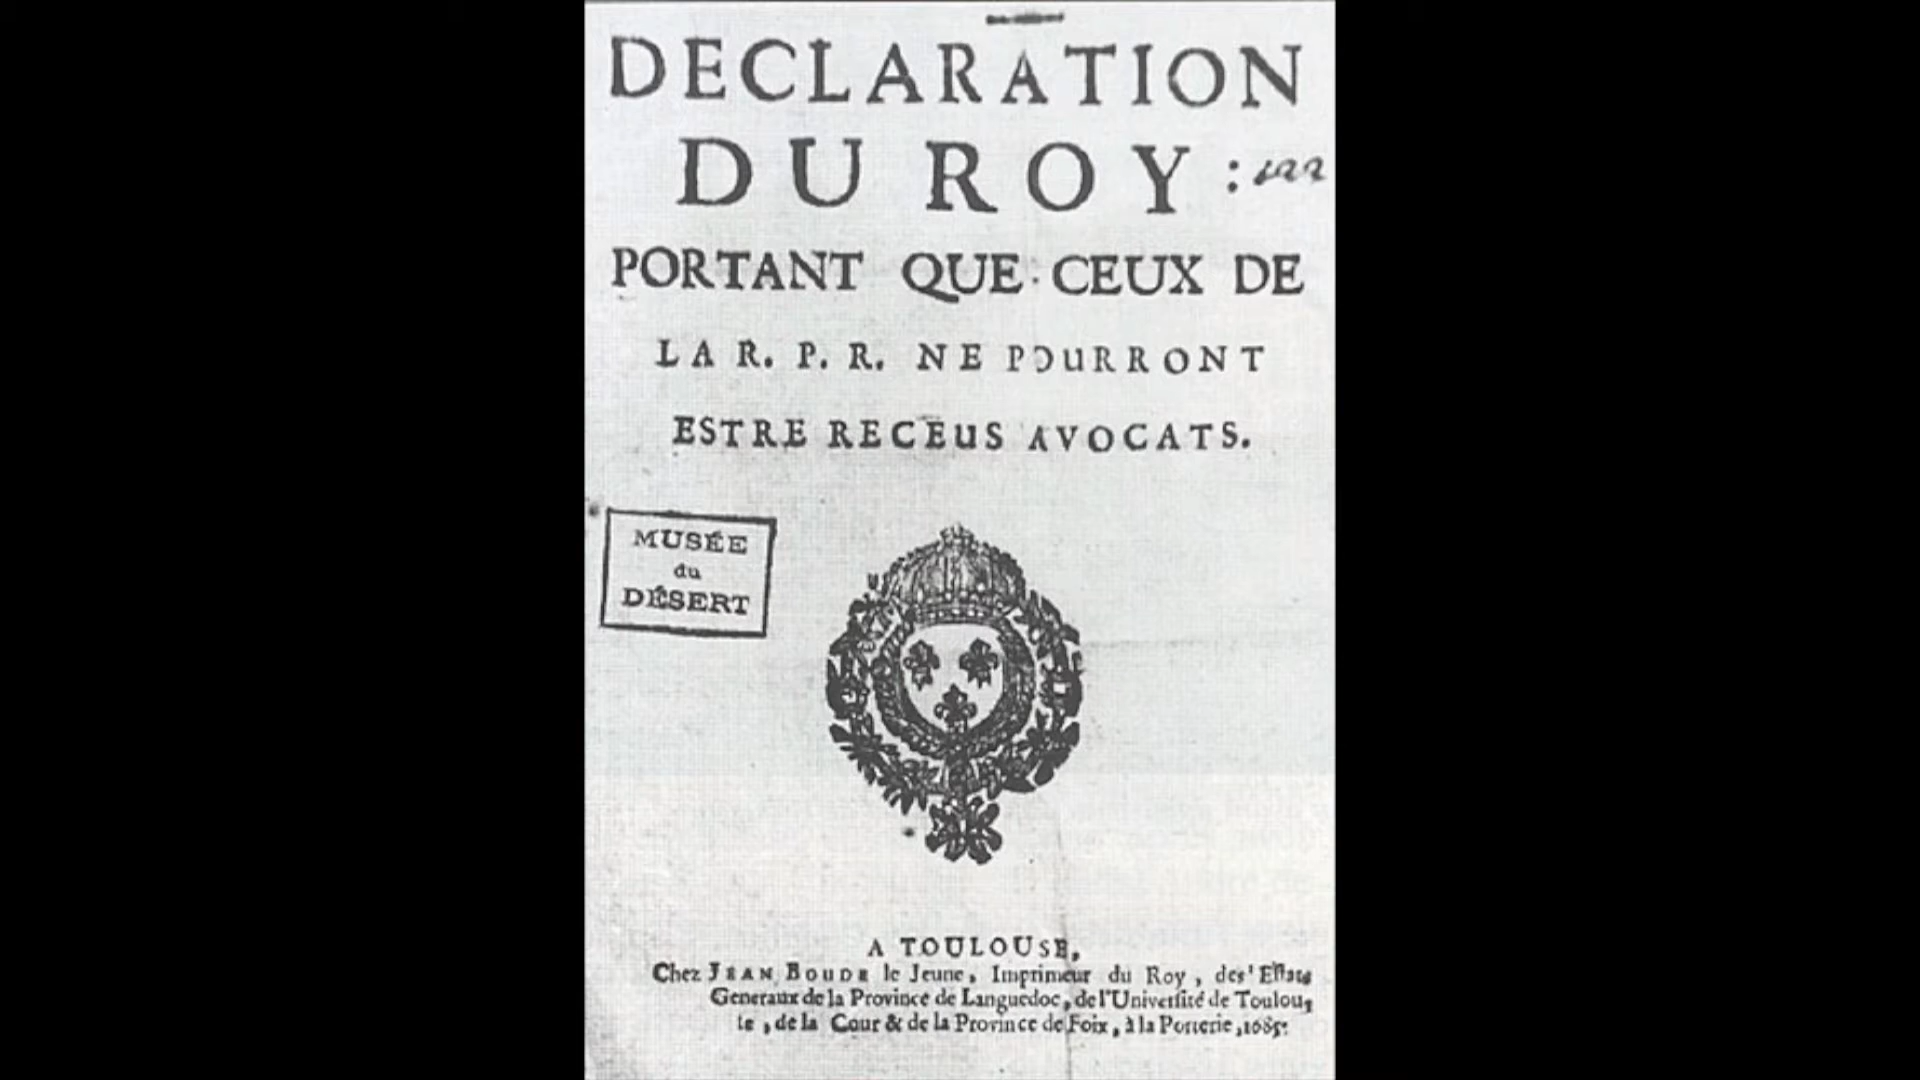 DECLARATION
DU ROY :
PORTANT QUE CEUX DE
LA R. P. R. NE POURRONT
ESTRE RECEUS AVOCATS.
MUSÉE
du
DÉSERT
A TOULOUSE,
Chez JEAN BOUDE le Jeune, Imprimeur du Roy, des Estats
Generaux de la Province de Languedoc, de l'Université de Toulou-
se, de la Cour & de la Province de Foix, à la Porterie, 1685.